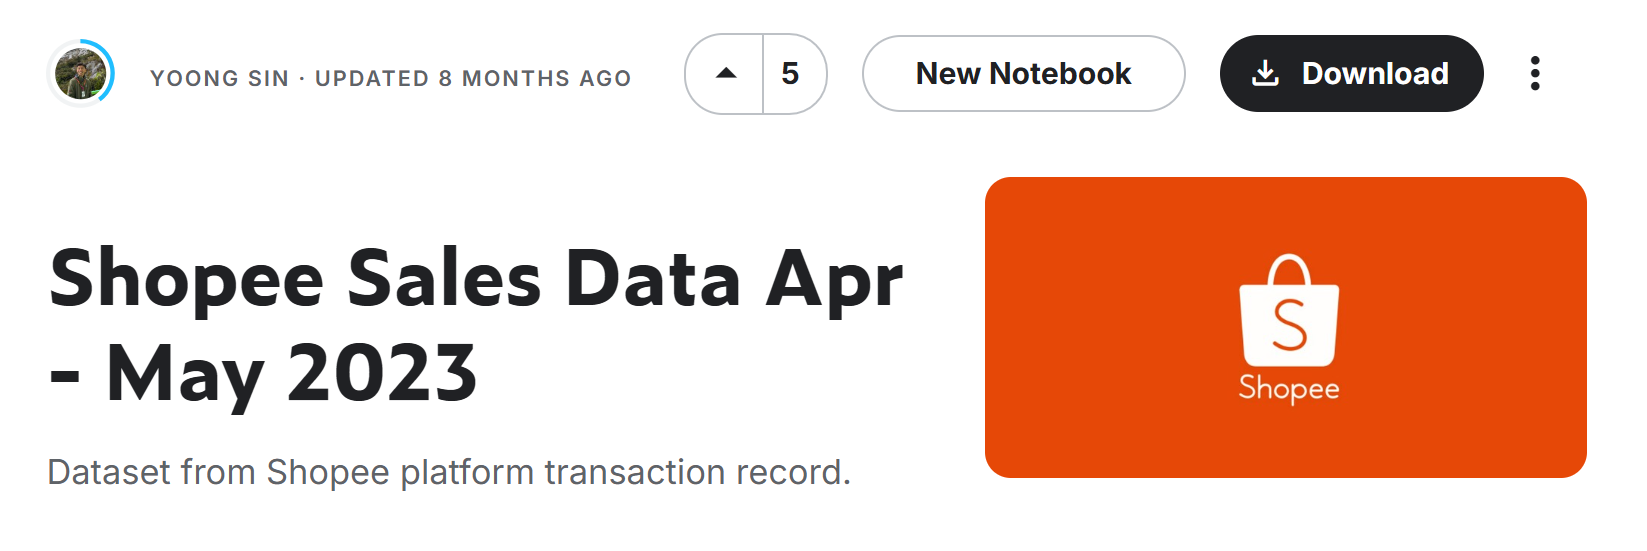 YOONG SIN · UPDATED 8 MONTHS AGO
5
New Notebook
Download
Shopee Sales Data Apr
- May 2023
Dataset from Shopee platform transaction record.
S
Shopee